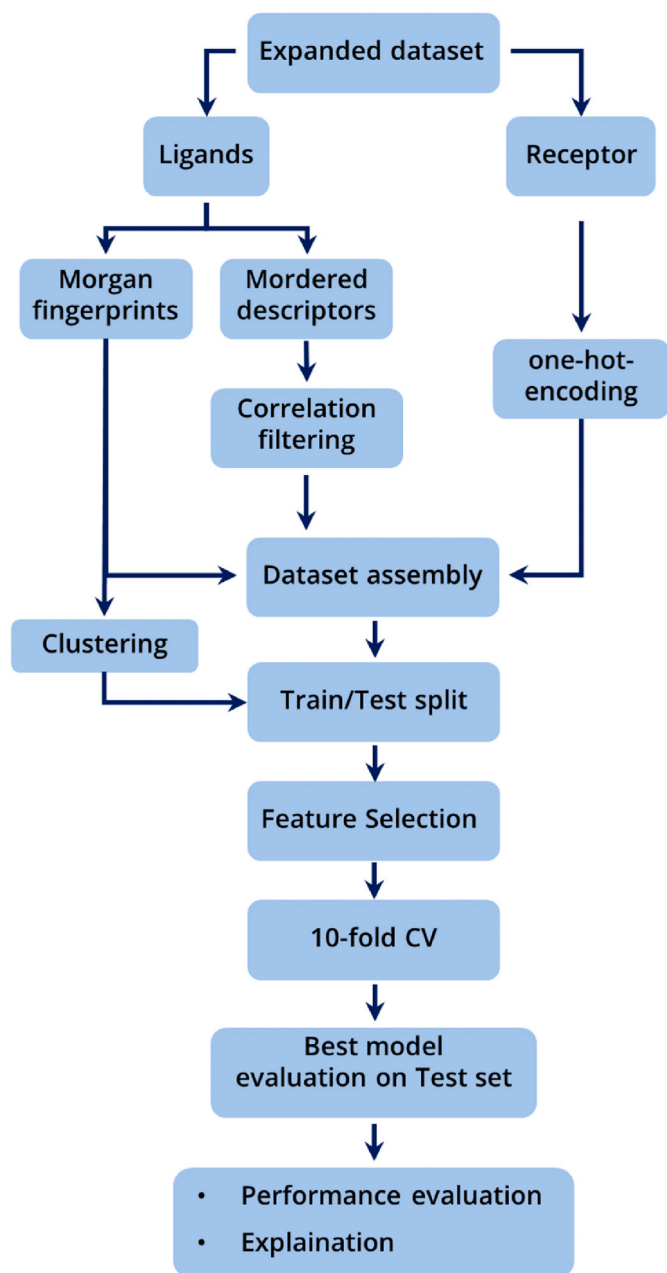 Expanded dataset
Ligands
Receptor
Morgan
fingerprints
Mordered
descriptors
one-hot-
encoding
Correlation
filtering
Dataset assembly
Clustering
Train/Test split
Feature Selection
10-fold CV
Best model
evaluation on Test set
• Performance evaluation
• Explaination